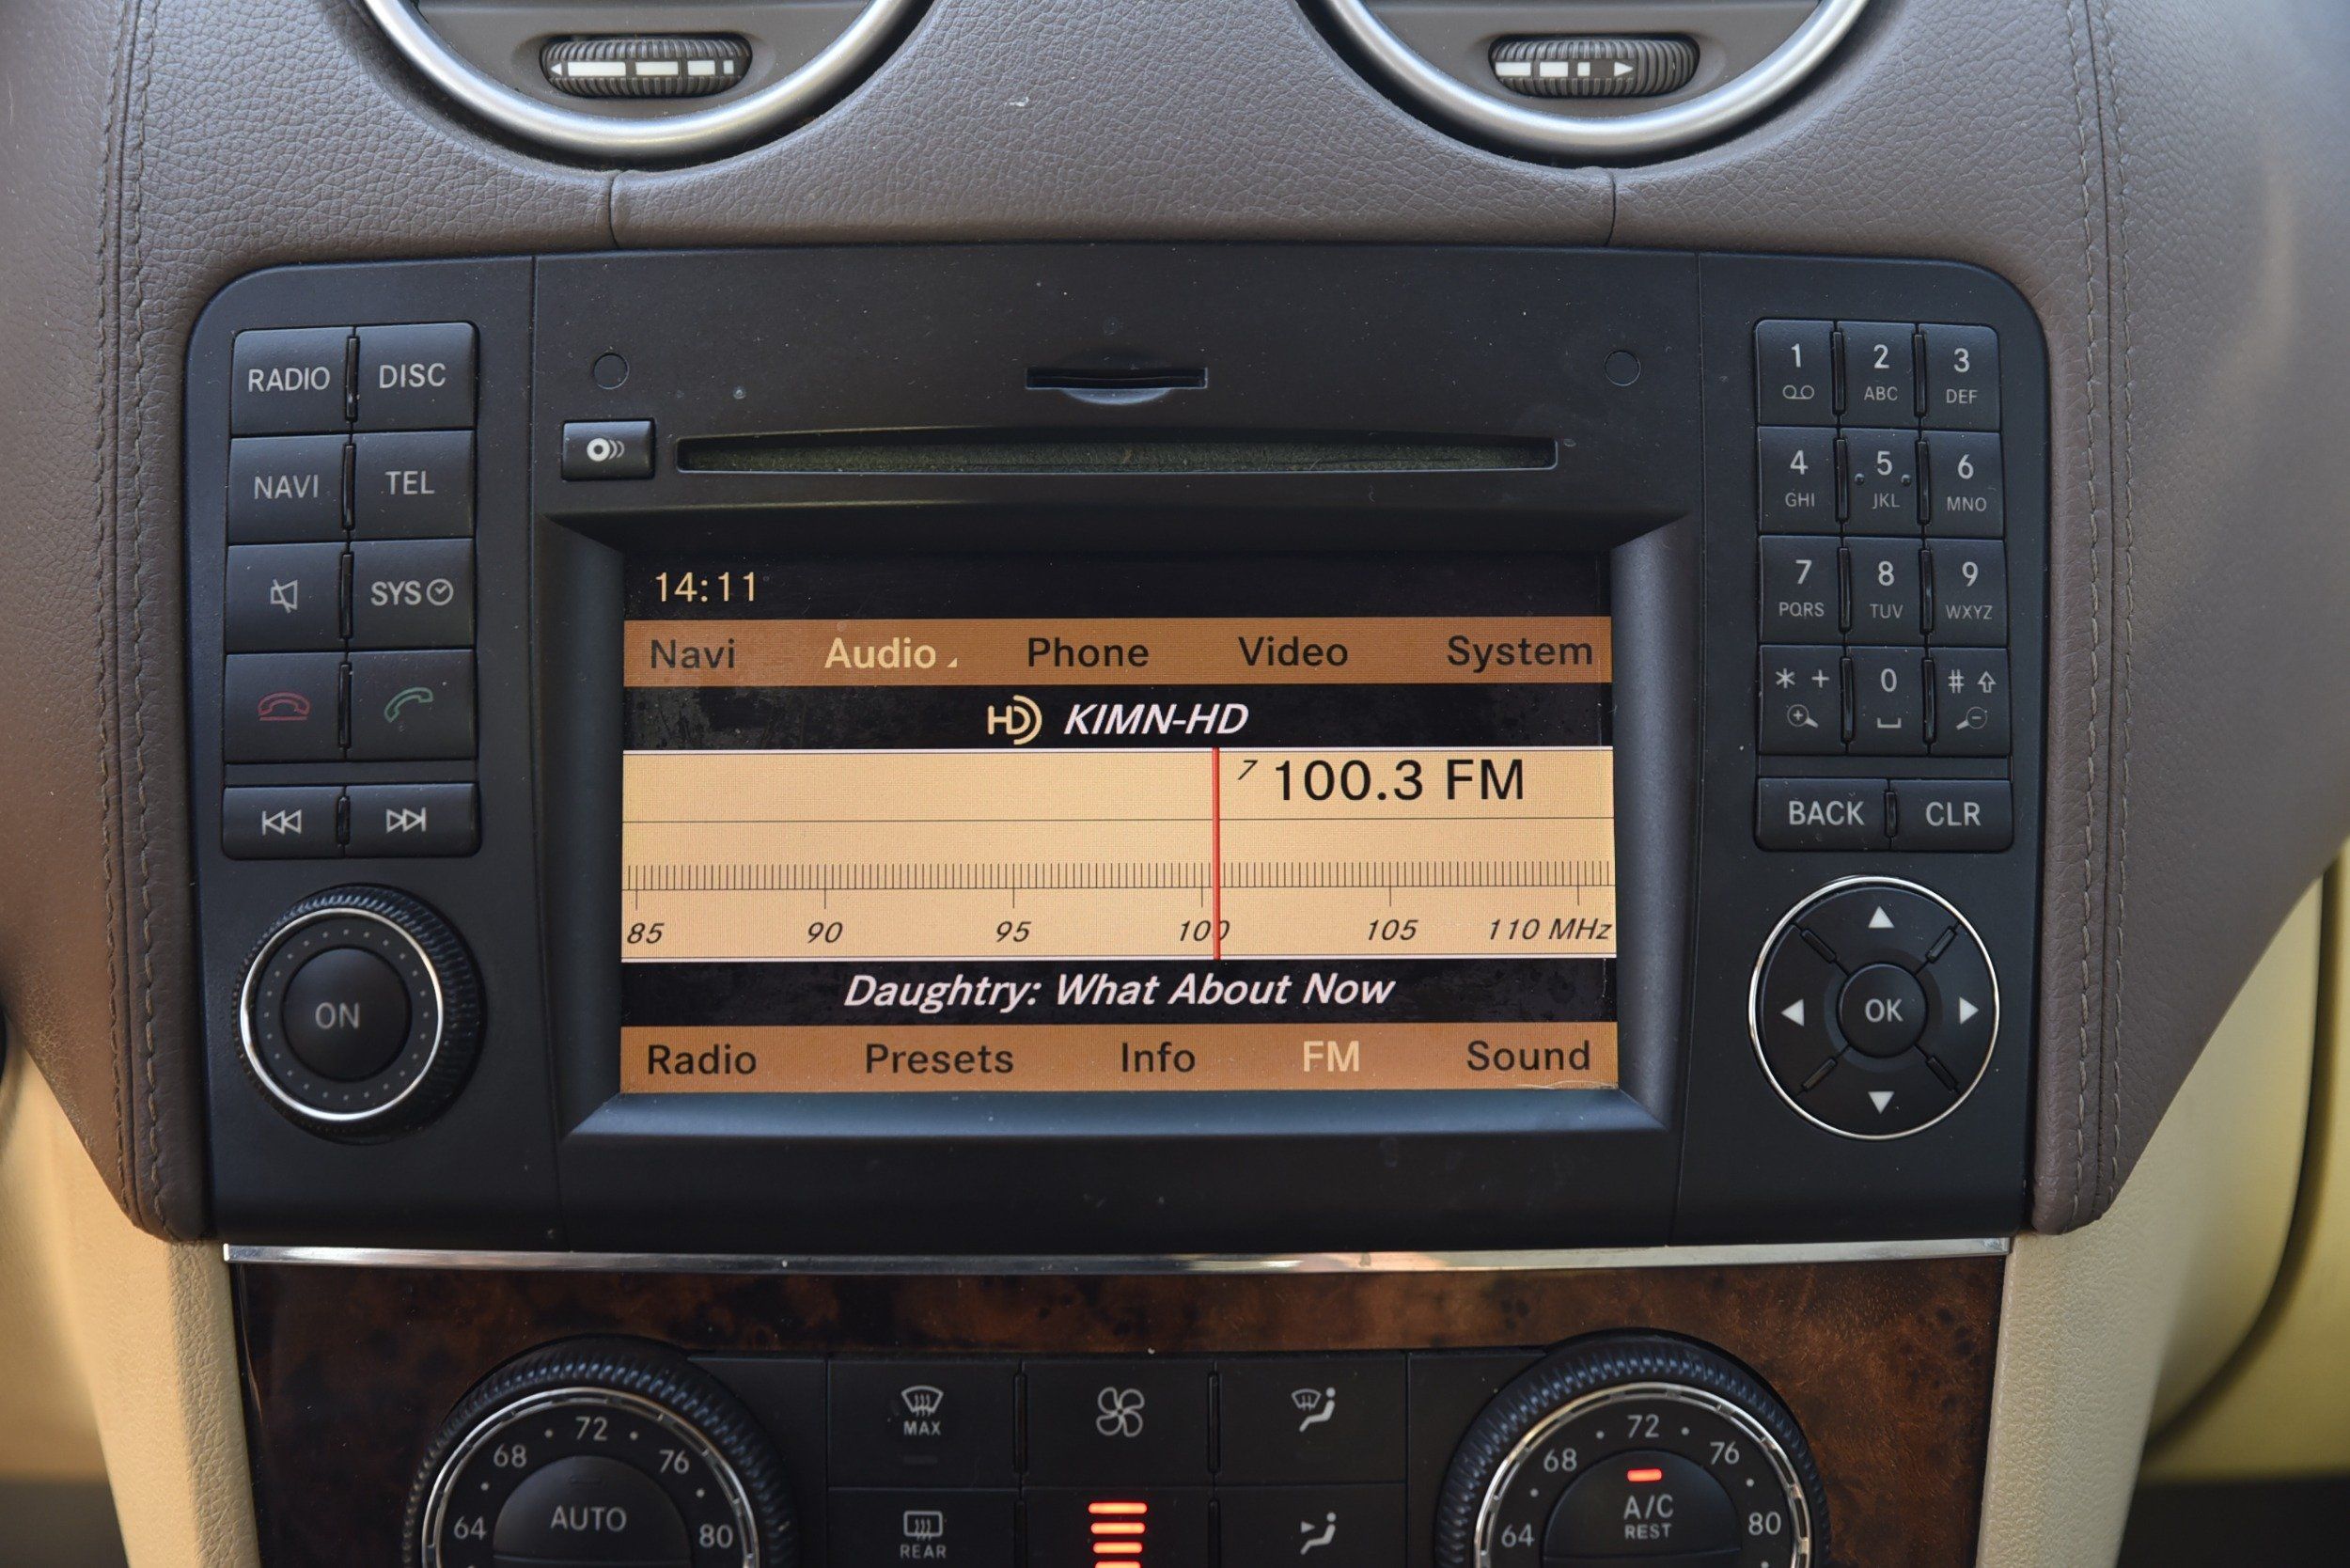 RADIO DISC
NAVI TEL
SYS
ON
14:11
Navi Audio Phone Video System
HD KIMN-HD
7 100.3 FM
85 90 95 100 105 110 MHz
Daughtry: What About Now
Radio Presets Info FM Sound
1 2 3
ABC DEF
4 5 6
GHI JKL MNO
7 8 9
PQRS TUV WXYZ
* + 0 #
BACK CLR
OK
64 68 72 76 80
AUTO
MAX
REAR
64 68 72 76 80
A/C
REST